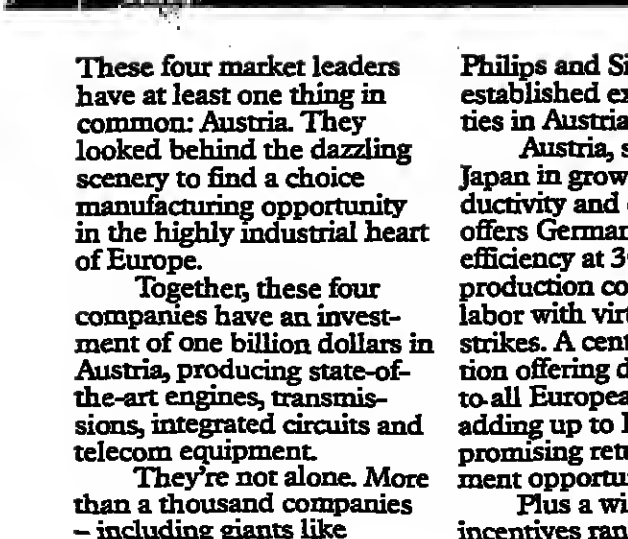 These four market leaders
have at least one thing in
common: Austria. They
looked behind the dazzling
scenery to find a choice
manufacturing opportunity
in the highly industrial heart
of Europe.
Together, these four
companies have an invest-
ment of one billion dollars in
Austria, producing state-of-
the-art engines, transmis-
sions, integrated circuits and
telecom equipment.
They're not alone. More
than a thousand companies
– including giants like
Philips and Si
established ex
ties in Austria
Austria, s
Japan in grow
ductivity and
offers German
efficiency at 3
production co
labor with virt
strikes. A cent
tion offering d
to all Europea
adding up to
promising retu
ment opportu
Plus a wi
incentives ran